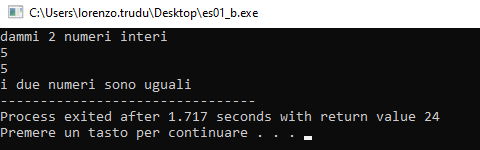 C:\Users\lorenzo.trudu\Desktop\es01_b.exe
dammi 2 numeri interi
5
5
i due numeri sono uguali
--------------------------------
Process exited after 1.717 seconds with return value 24
Premere un tasto per continuare . . .